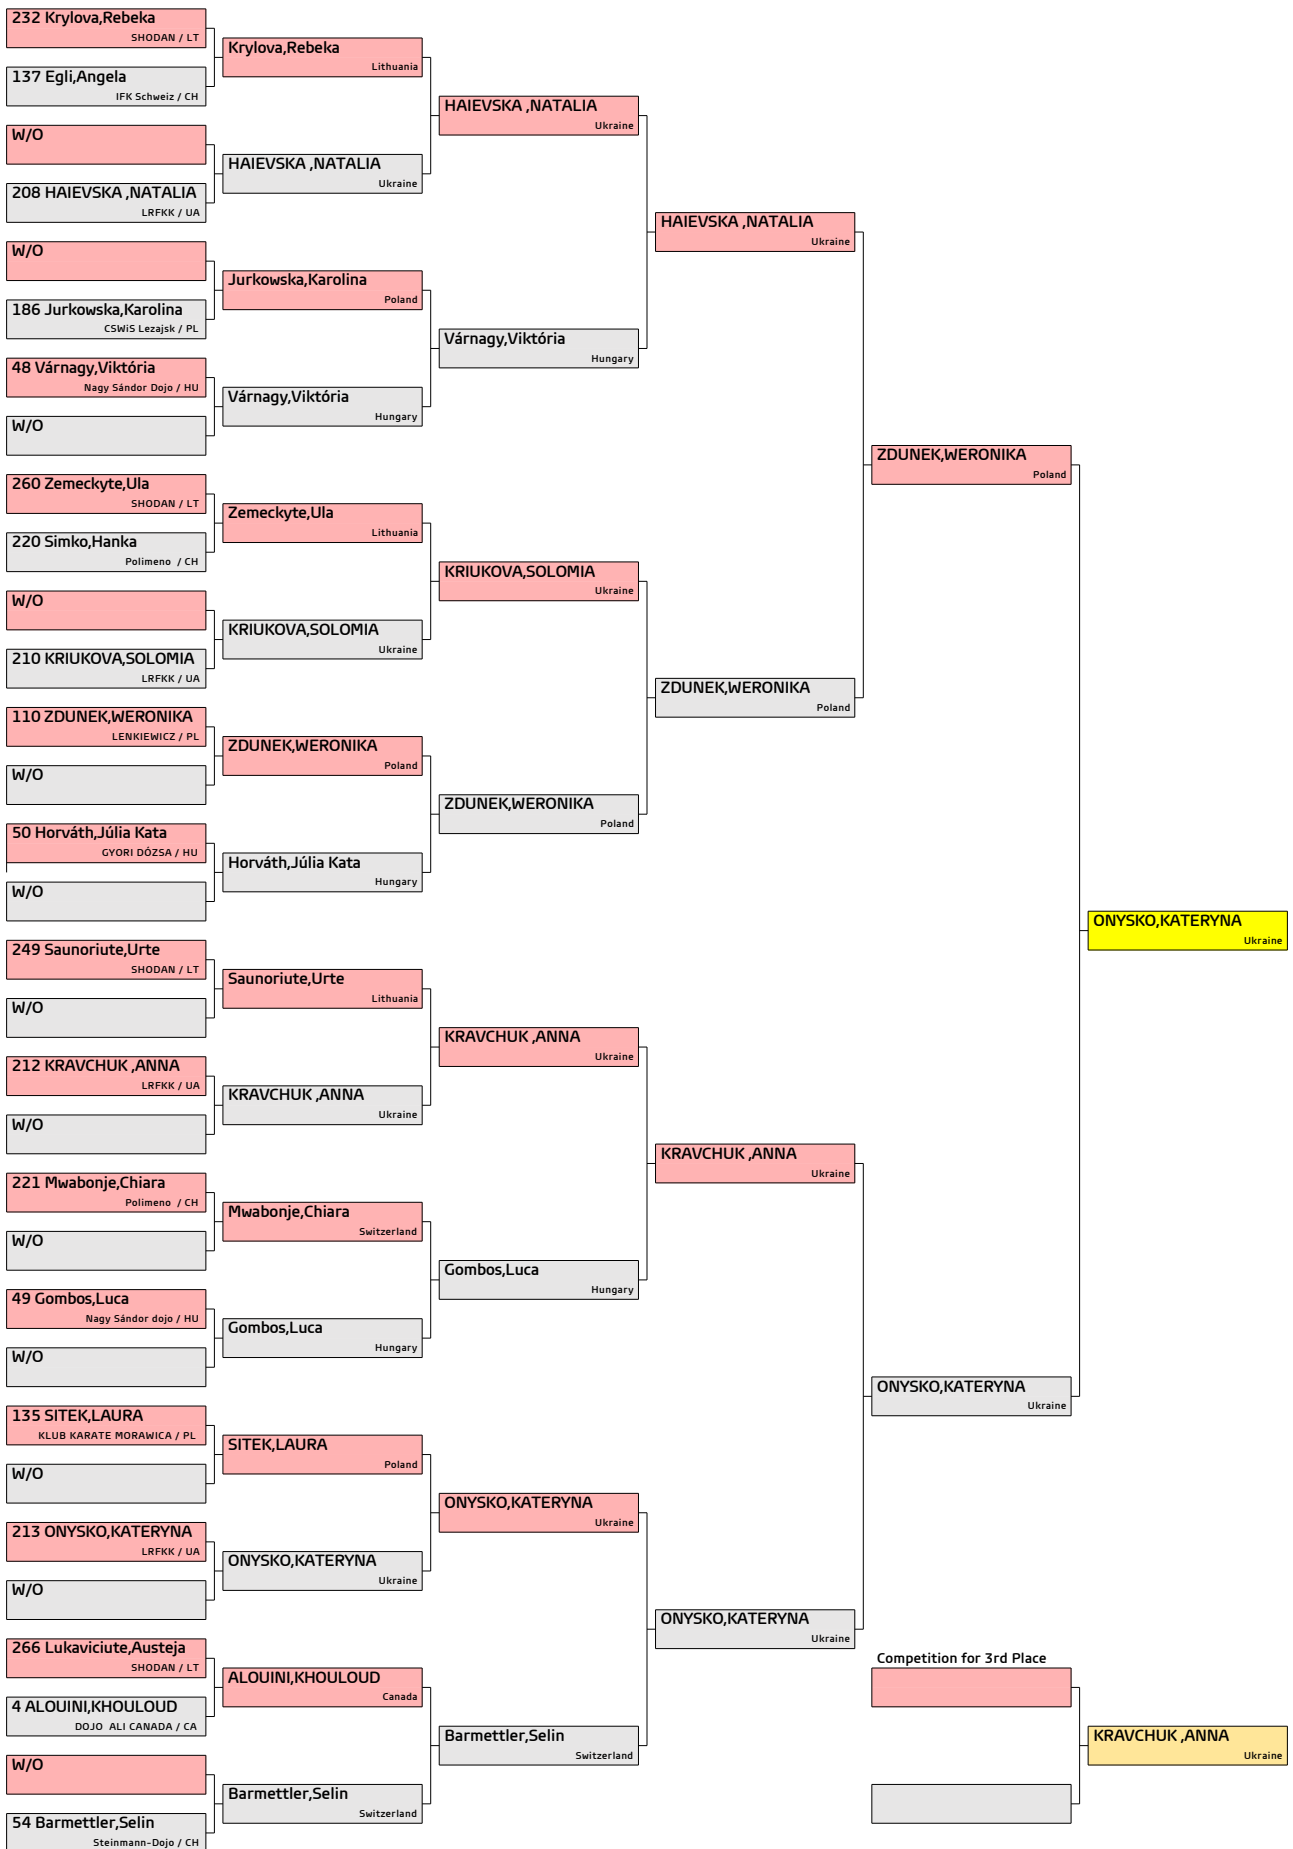 232 Krylova,Rebeka
SHODAN / LT
137 Egli,Angela
IFK Schweiz / CH
W/O
208 HAIEVSKA ,NATALIA
LRFKK / UA
W/O
186 Jurkowska,Karolina
CSWiS Lezajsk / PL
48 Várnagy,Viktória
Nagy Sándor Dojo / HU
W/O
260 Zemeckyte,Ula
SHODAN / LT
220 Simko,Hanka
Polimeno  / CH
W/O
210 KRIUKOVA,SOLOMIA
LRFKK / UA
110 ZDUNEK,WERONIKA
LENKIEWICZ / PL
W/O
50 Horváth,Júlia Kata
GYORI DÓZSA / HU
W/O
249 Saunoriute,Urte
SHODAN / LT
W/O
212 KRAVCHUK ,ANNA
LRFKK / UA
W/O
221 Mwabonje,Chiara
Polimeno  / CH
W/O
49 Gombos,Luca
Nagy Sándor dojo / HU
W/O
135 SITEK,LAURA
KLUB KARATE MORAWICA / PL
W/O
213 ONYSKO,KATERYNA
LRFKK / UA
W/O
266 Lukaviciute,Austeja
SHODAN / LT
4 ALOUINI,KHOULOUD
DOJO  ALI CANADA / CA
W/O
54 Barmettler,Selin
Steinmann-Dojo / CH
Krylova,Rebeka
Lithuania
HAIEVSKA ,NATALIA
Ukraine
Jurkowska,Karolina
Poland
Várnagy,Viktória
Hungary
Zemeckyte,Ula
Lithuania
KRIUKOVA,SOLOMIA
Ukraine
ZDUNEK,WERONIKA
Poland
Horváth,Júlia Kata
Hungary
Saunoriute,Urte
Lithuania
KRAVCHUK ,ANNA
Ukraine
Mwabonje,Chiara
Switzerland
Gombos,Luca
Hungary
SITEK,LAURA
Poland
ONYSKO,KATERYNA
Ukraine
ALOUINI,KHOULOUD
Canada
Barmettler,Selin
Switzerland
HAIEVSKA ,NATALIA
Ukraine
Várnagy,Viktória
Hungary
KRIUKOVA,SOLOMIA
Ukraine
ZDUNEK,WERONIKA
Poland
KRAVCHUK ,ANNA
Ukraine
Gombos,Luca
Hungary
ONYSKO,KATERYNA
Ukraine
Barmettler,Selin
Switzerland
HAIEVSKA ,NATALIA
Ukraine
ZDUNEK,WERONIKA
Poland
KRAVCHUK ,ANNA
Ukraine
ONYSKO,KATERYNA
Ukraine
ZDUNEK,WERONIKA
Poland
ONYSKO,KATERYNA
Ukraine
ONYSKO,KATERYNA
Ukraine
Competition for 3rd Place
KRAVCHUK ,ANNA
Ukraine